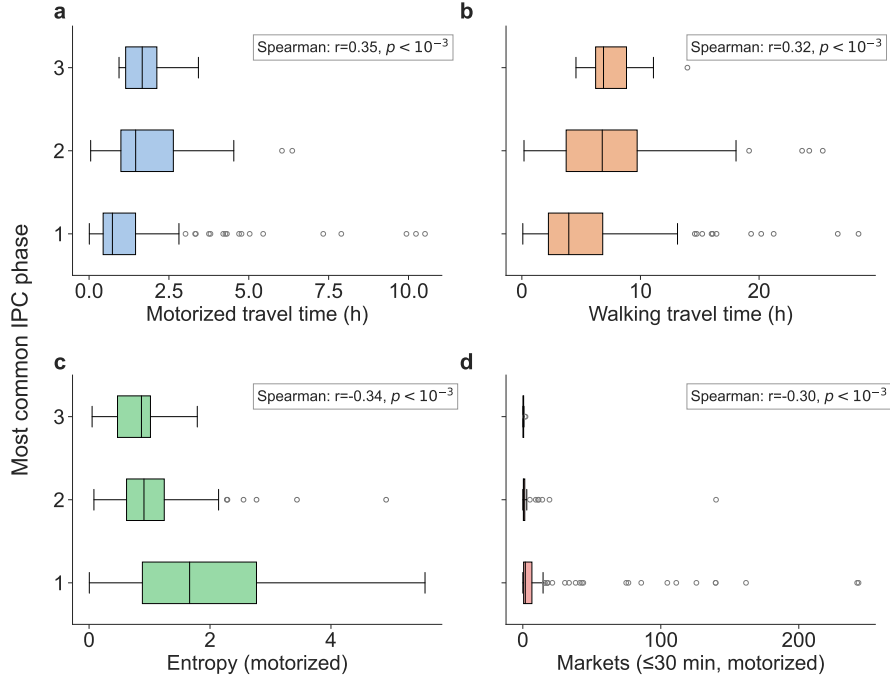 a
Spearman: r=0.35, p < 10⁻³
3
2
1
0.0 2.5 5.0 7.5 10.0
Motorized travel time (h)
b
Spearman: r=0.32, p < 10⁻³
0 10 20
Walking travel time (h)
Most common IPC phase
c
Spearman: r=-0.34, p < 10⁻³
3
2
1
0 2 4
Entropy (motorized)
d
Spearman: r=-0.30, p < 10⁻³
0 100 200
Markets (≤30 min, motorized)